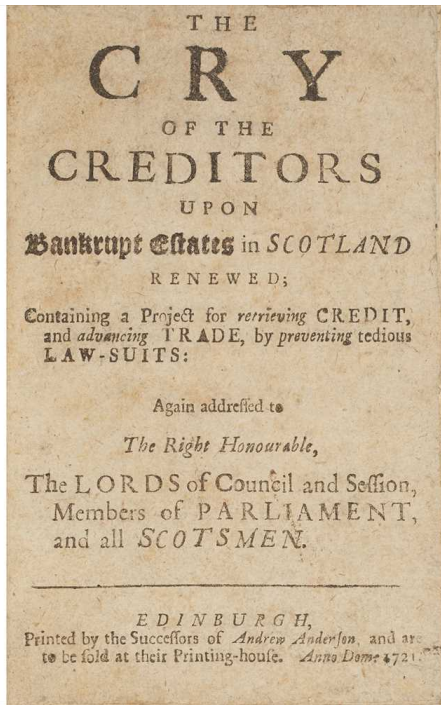 THE
CRY
OF THE
CREDITORS
UPON
Bankrupt Eſtates in SCOTLAND
RENEWED;
Containing a Project for retrieving CREDIT,
and advancing TRADE, by preventing tedious
LAW-SUITS:
Again addreſſed to
The Right Honourable,
The LORDS of Council and Seſſion,
Members of PARLIAMENT,
and all SCOTSMEN.
EDINBURGH,
Printed by the Succeſſors of Andrew Anderſon, and are
to be ſold at their Printing-houſe. Anno Dom. 1721.